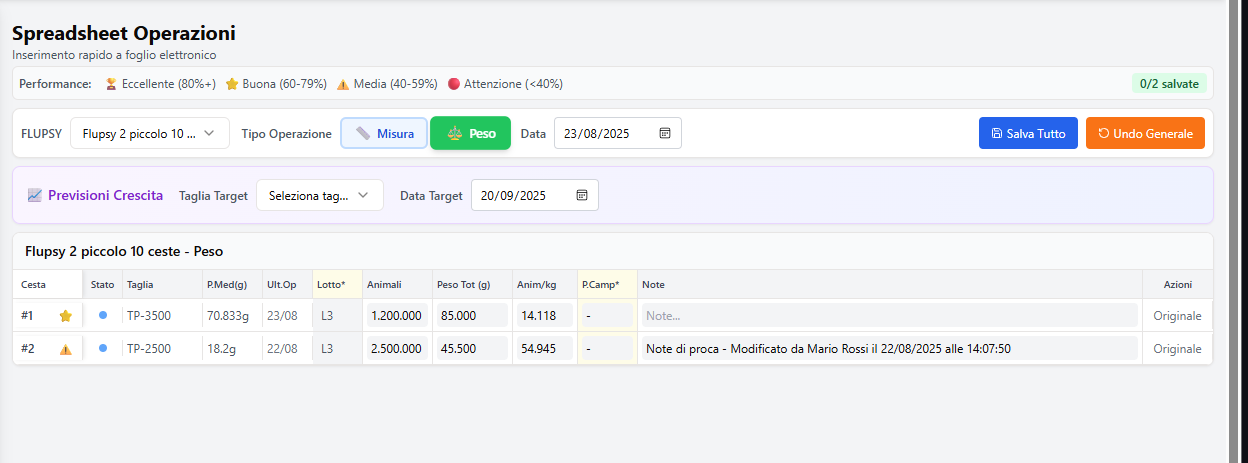 Spreadsheet Operazioni
Inserimento rapido a foglio elettronico
Performance: Eccellente (80%+) Buona (60-79%) Media (40-59%) Attenzione (<40%) 0/2 salvate
FLUPSY Flupsy 2 piccolo 10 ... Tipo Operazione Misura Peso Data 23/08/2025 Salva Tutto Undo Generale
Previsioni Crescita Taglia Target Seleziona tag... Data Target 20/09/2025
Flupsy 2 piccolo 10 ceste - Peso
Cesta Stato Taglia P.Med(g) Ult.Op Lotto* Animali Peso Tot (g) Anim/kg P.Camp* Note Azioni
#1 TP-3500 70.833g 23/08 L3 1.200.000 85.000 14.118 - Note... Originale
#2 TP-2500 18.2g 22/08 L3 2.500.000 45.500 54.945 - Note di proca - Modificato da Mario Rossi il 22/08/2025 alle 14:07:50 Originale